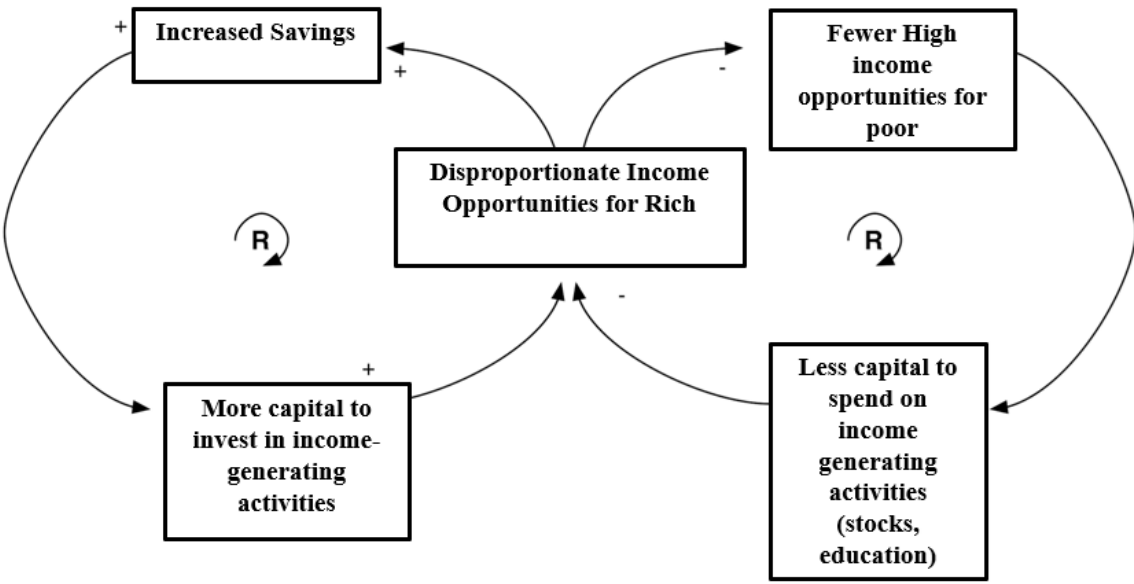 +
Increased Savings
+
-
Fewer High
income
opportunities for
poor
Disproportionate Income
Opportunities for Rich
R
R
-
+
More capital to
invest in income-
generating
activities
Less capital to
spend on
income
generating
activities
(stocks,
education)